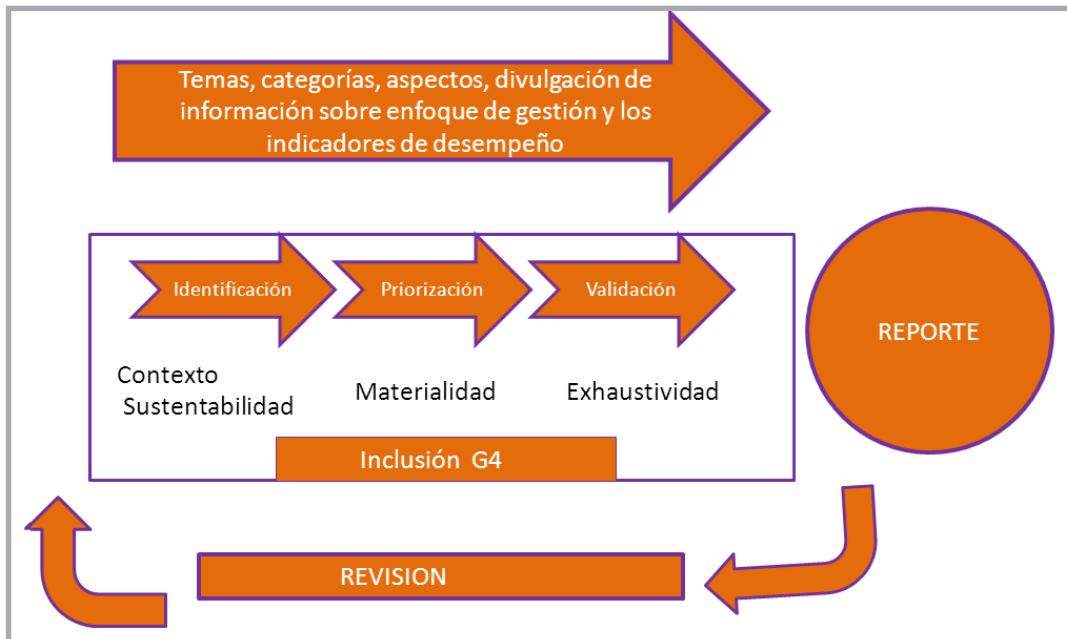 Temas, categorías, aspectos, divulgación de
información sobre enfoque de gestión y los
indicadores de desempeño
Identificación
Priorización
Validación
REPORTE
Contexto
Sustentabilidad
Materialidad
Exhaustividad
Inclusión G4
REVISION